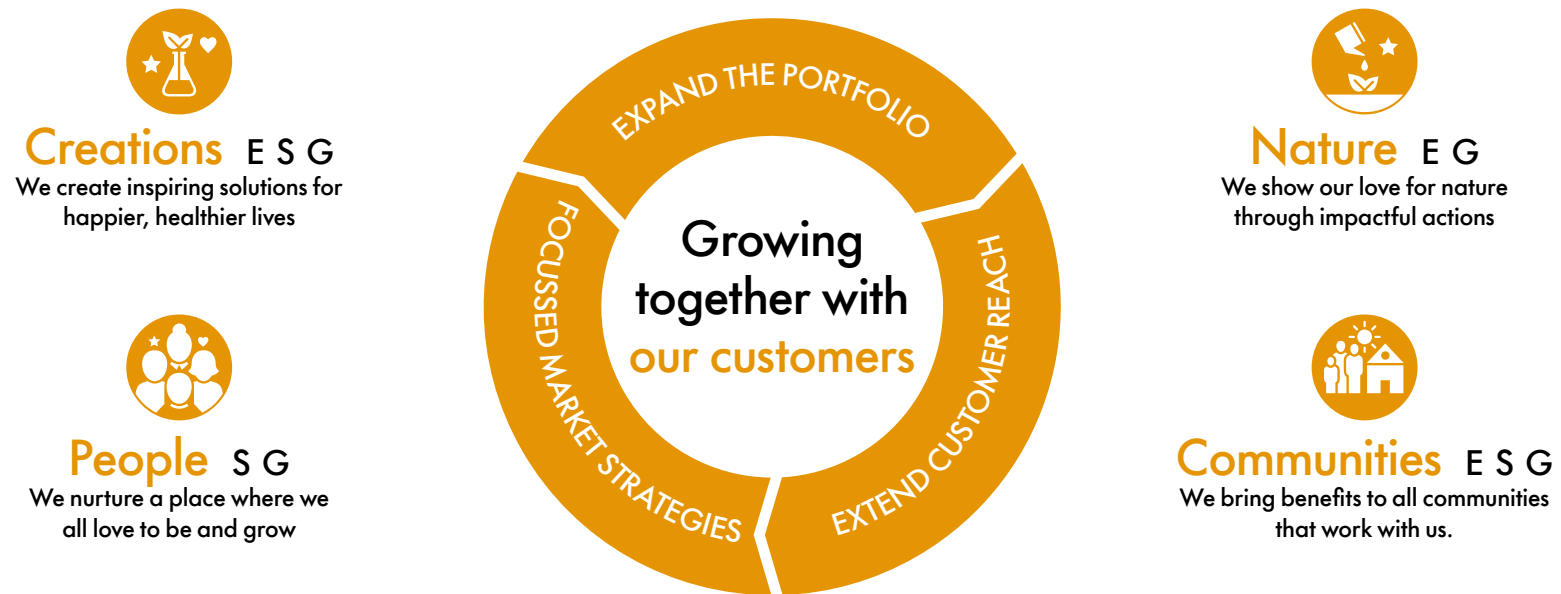 Creations E S G
We create inspiring solutions for
happier, healthier lives
People S G
We nurture a place where we
all love to be and grow
EXPAND THE PORTFOLIO
EXTEND CUSTOMER REACH
FOCUSSED MARKET STRATEGIES
Growing
together with
our customers
Nature E G
We show our love for nature
through impactful actions
Communities E S G
We bring benefits to all communities
that work with us.